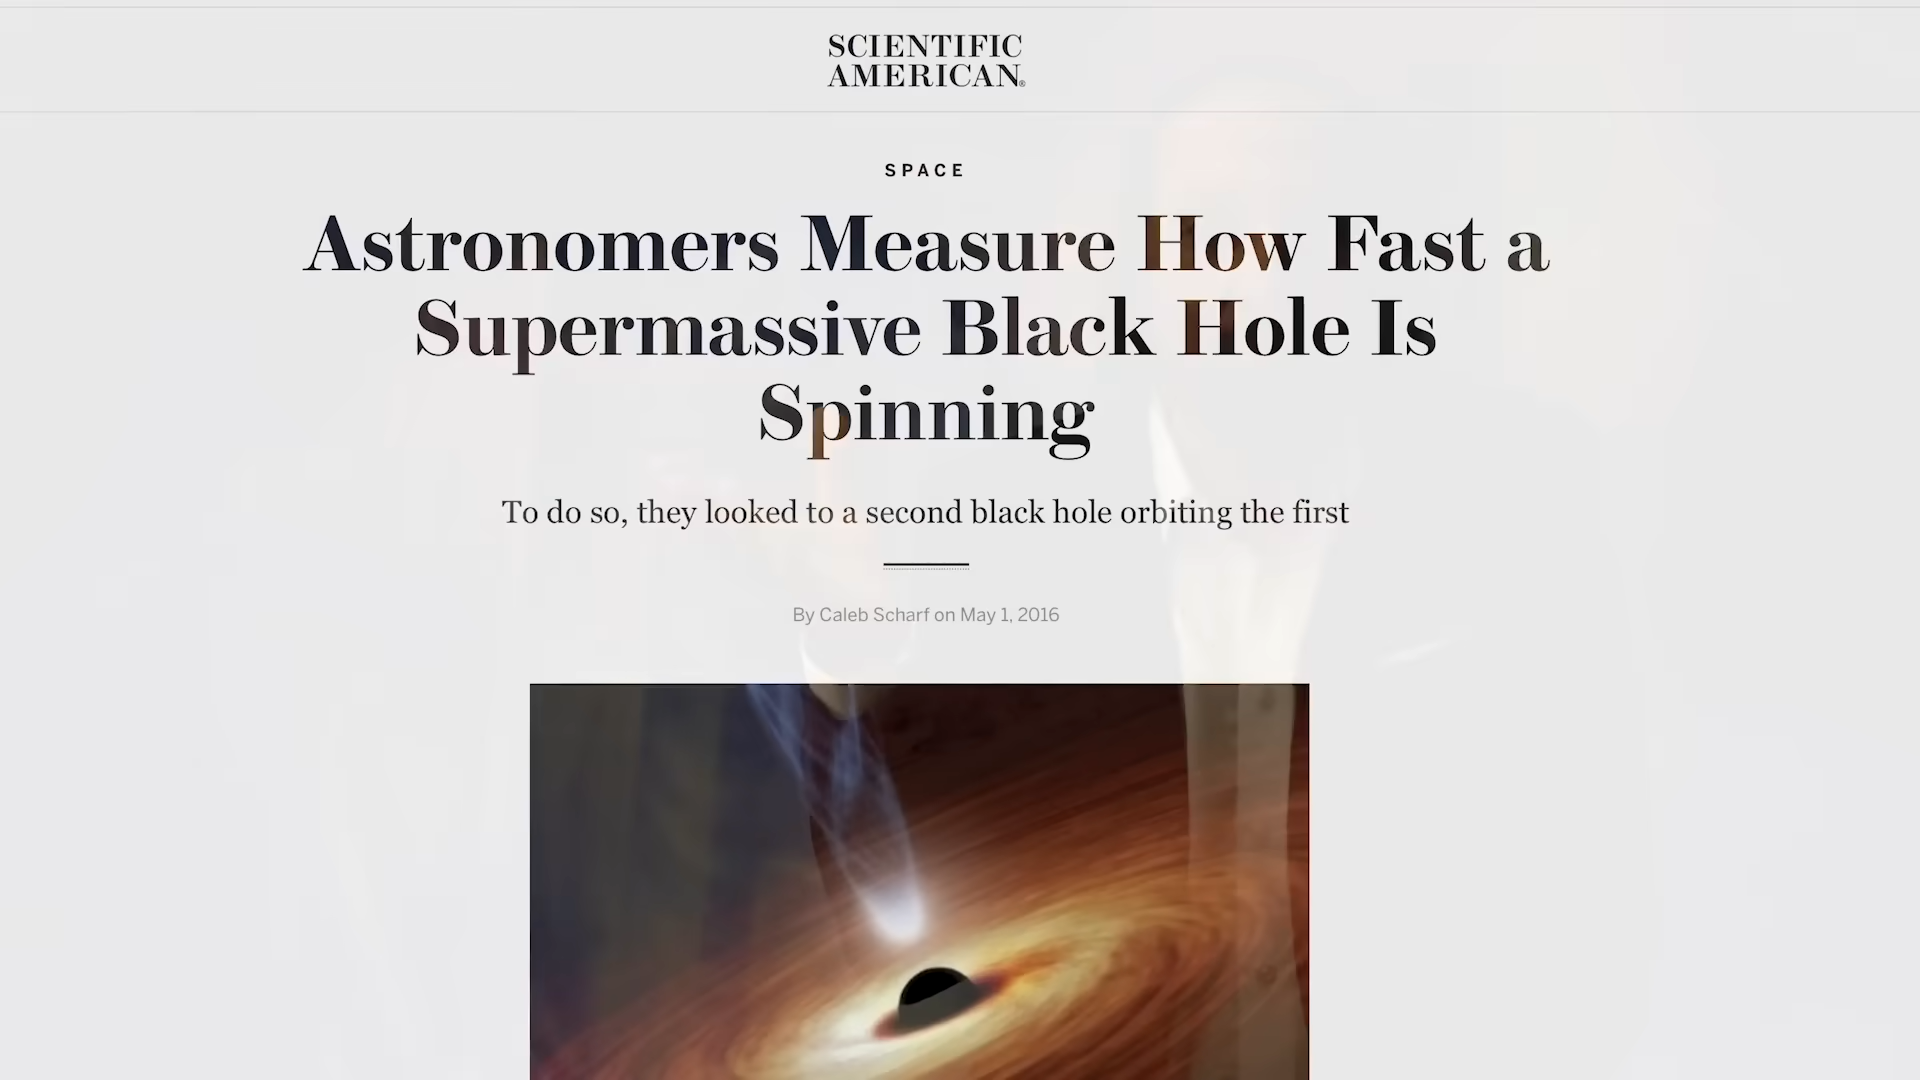 SCIENTIFIC
AMERICAN®
SPACE
Astronomers Measure How Fast a
Supermassive Black Hole Is
Spinning
To do so, they looked to a second black hole orbiting the first
By Caleb Scharf on May 1, 2016